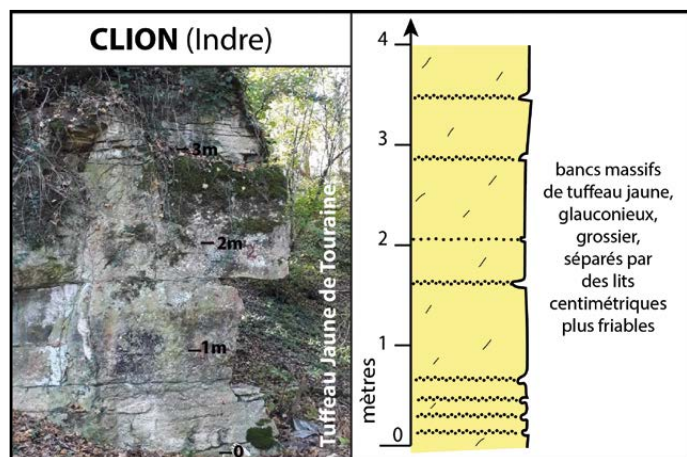 CLION (Indre)
3m
2m
1m
0
Tuffeau Jaune de Touraine
4
3
2
1
0
mètres
bancs massifs
de tuffeau jaune,
glauconieux,
grossier,
séparés par
des lits
centimétriques
plus friables